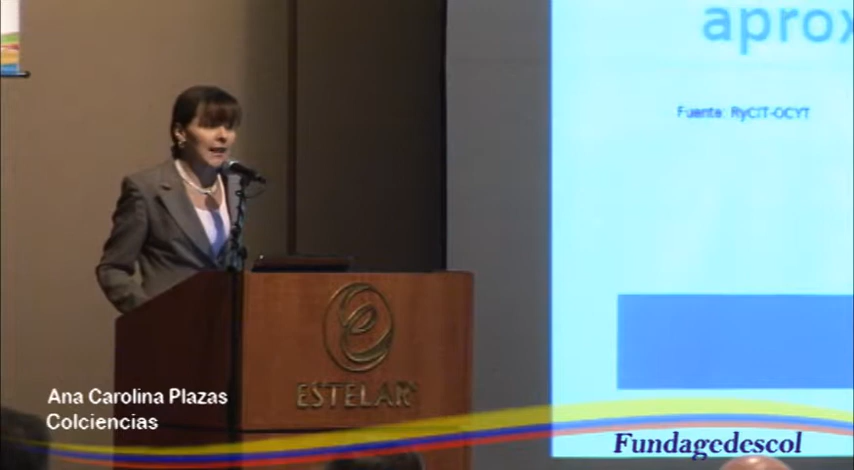 aprox
Fuente: RyCIT-OCYT
ESTELAR
Ana Carolina Plazas
Colciencias
Fundagedescol